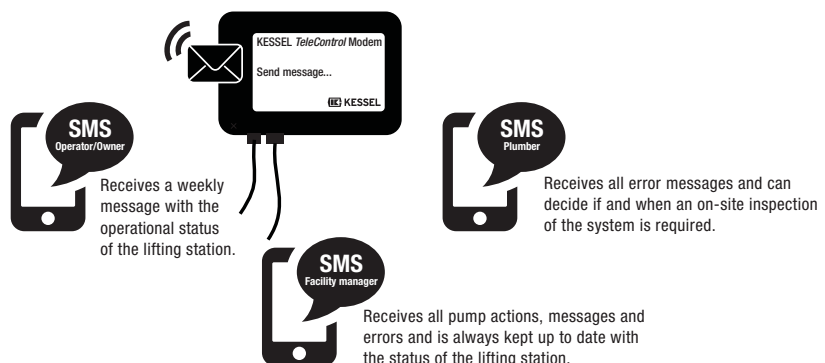 KESSEL TeleControl Modem
Send message...
KESSEL
SMS
Operator/Owner
Receives a weekly
message with the
operational status
of the lifting station.
SMS
Plumber
Receives all error messages and can
decide if and when an on-site inspection
of the system is required.
SMS
Facility manager
Receives all pump actions, messages and
errors and is always kept up to date with
the status of the lifting station.